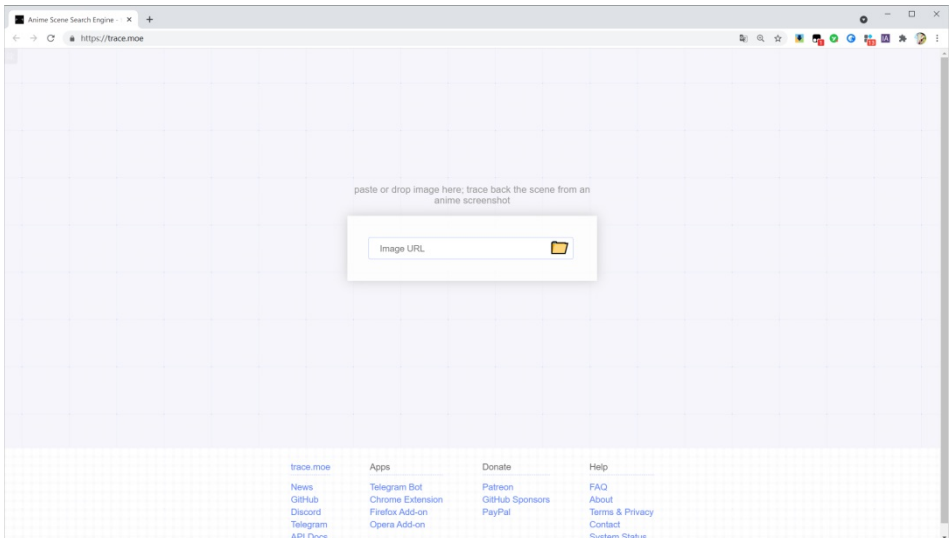 Anime Scene Search Engine -
https://trace.moe
paste or drop image here; trace back the scene from an
anime screenshot
Image URL
trace.moe
News
GitHub
Discord
Telegram
API Docs
Apps
Telegram Bot
Chrome Extension
Firefox Add-on
Opera Add-on
Donate
Patreon
GitHub Sponsors
PayPal
Help
FAQ
About
Terms & Privacy
Contact
System Status